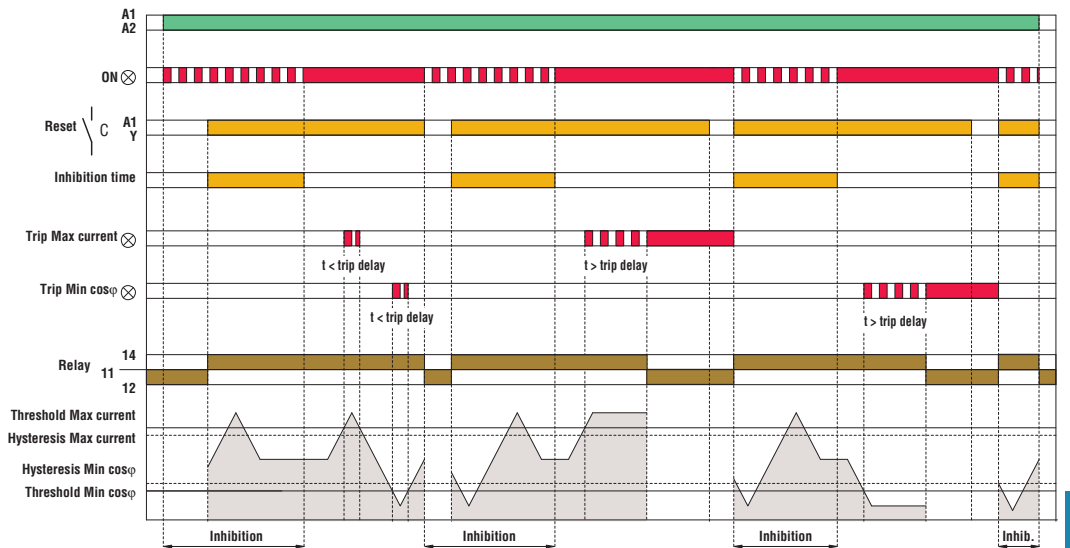 A1
A2
ON
Reset C A1
Y
Inhibition time
Trip Max current
t < trip delay t > trip delay
Trip Min cosφ
t < trip delay t > trip delay
Relay 14
11
12
Threshold Max current
Hysteresis Max current
Hysteresis Min cosφ
Threshold Min cosφ
Inhibition Inhibition Inhibition Inhib.